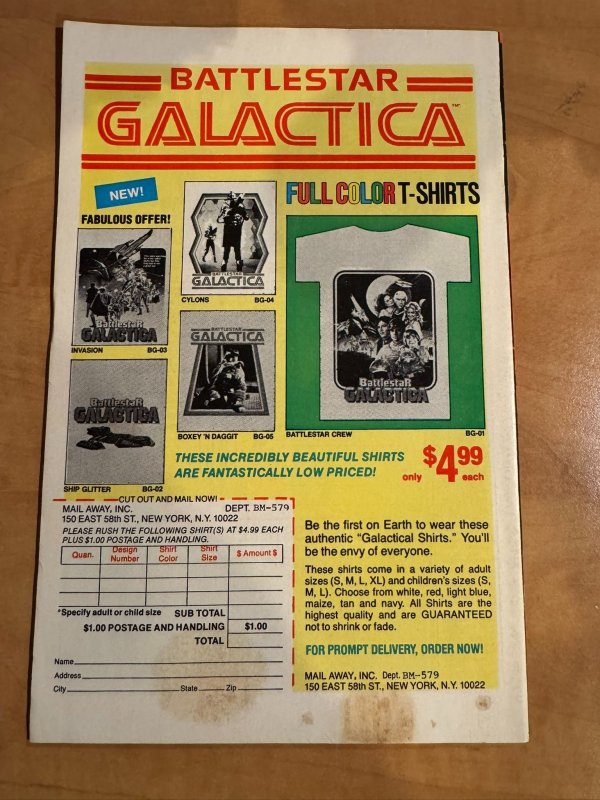 BATTLESTAR
GALACTICA™
NEW!
FABULOUS OFFER!
FULL COLOR T-SHIRTS
BattlestaR
GALACTICA
INVASION BG-03
BATTLESTAR
GALACTICA
CYLONS BG-04
BattlestaR
GALACTICA
SHIP GLITTER BG-02
BATTLESTAR
GALACTICA
BOXEY 'N DAGGIT BG-05
BattlestaR
GALACTICA
BATTLESTAR CREW BG-01
THESE INCREDIBLY BEAUTIFUL SHIRTS
ARE FANTASTICALLY LOW PRICED!
only $4.99 each
CUT OUT AND MAIL NOW!
MAIL AWAY, INC. DEPT. BM-579
150 EAST 58th ST., NEW YORK, N.Y. 10022
PLEASE RUSH THE FOLLOWING SHIRT(S) AT $4.99 EACH
PLUS $1.00 POSTAGE AND HANDLING.
Quan. Design Number Shirt Color Shirt Size $ Amount $
*Specify adult or child size SUB TOTAL
$1.00 POSTAGE AND HANDLING $1.00
TOTAL
Name
Address
City State Zip
Be the first on Earth to wear these
authentic "Galactical Shirts." You'll
be the envy of everyone.
These shirts come in a variety of adult
sizes (S, M, L, XL) and children's sizes (S,
M, L). Choose from white, red, light blue,
maize, tan and navy. All Shirts are the
highest quality and are GUARANTEED
not to shrink or fade.
FOR PROMPT DELIVERY, ORDER NOW!
MAIL AWAY, INC. Dept. BM-579
150 EAST 58th ST., NEW YORK, N.Y. 10022